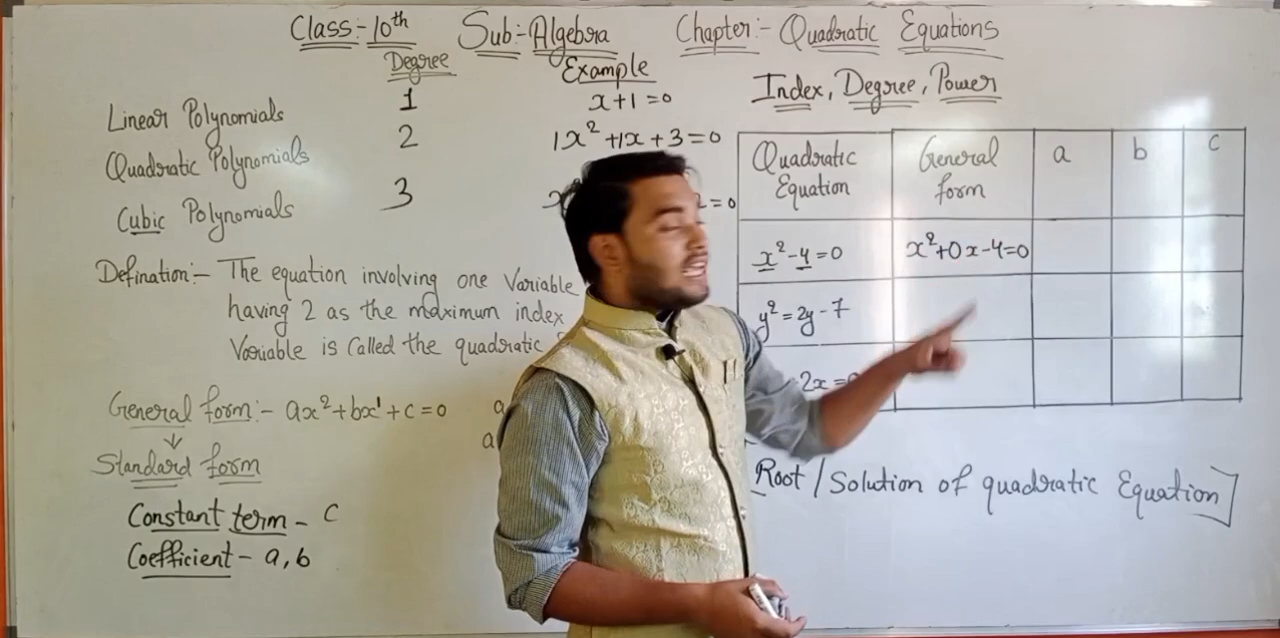 Class:- 10th Sub:- Algebra Chapter:- Quadratic Equations
Degree Example
Linear Polynomials 1 x+1=0
Quadratic Polynomials 2 1x²+1x+3=0
Cubic Polynomials 3 =0
Defination:- The equation involving one Variable
having 2 as the maximum index
Variable is Called the quadratic
General form:- ax²+bx¹+c=0
Standard form
Constant term - c
Coefficient - a, b
Index, Degree, Power
Quadratic Equation General form a b c
x²-4=0 x²+0x-4=0
y²=2y-7
2x=
Root/Solution of quadratic Equation]